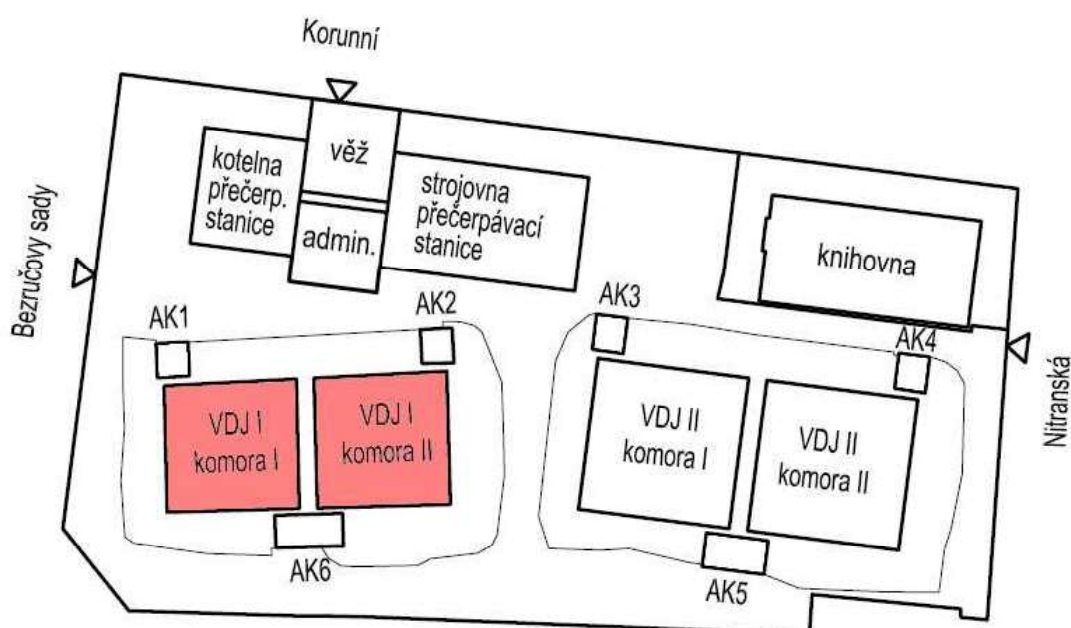 Korunní
Bezručovy sady
kotelna
přečerp.
stanice
věž
admin.
strojovna
přečerpávací
stanice
knihovna
Nitranská
AK1
AK2
AK3
AK4
VDJ I
komora I
VDJ I
komora II
VDJ II
komora I
VDJ II
komora II
AK6
AK5